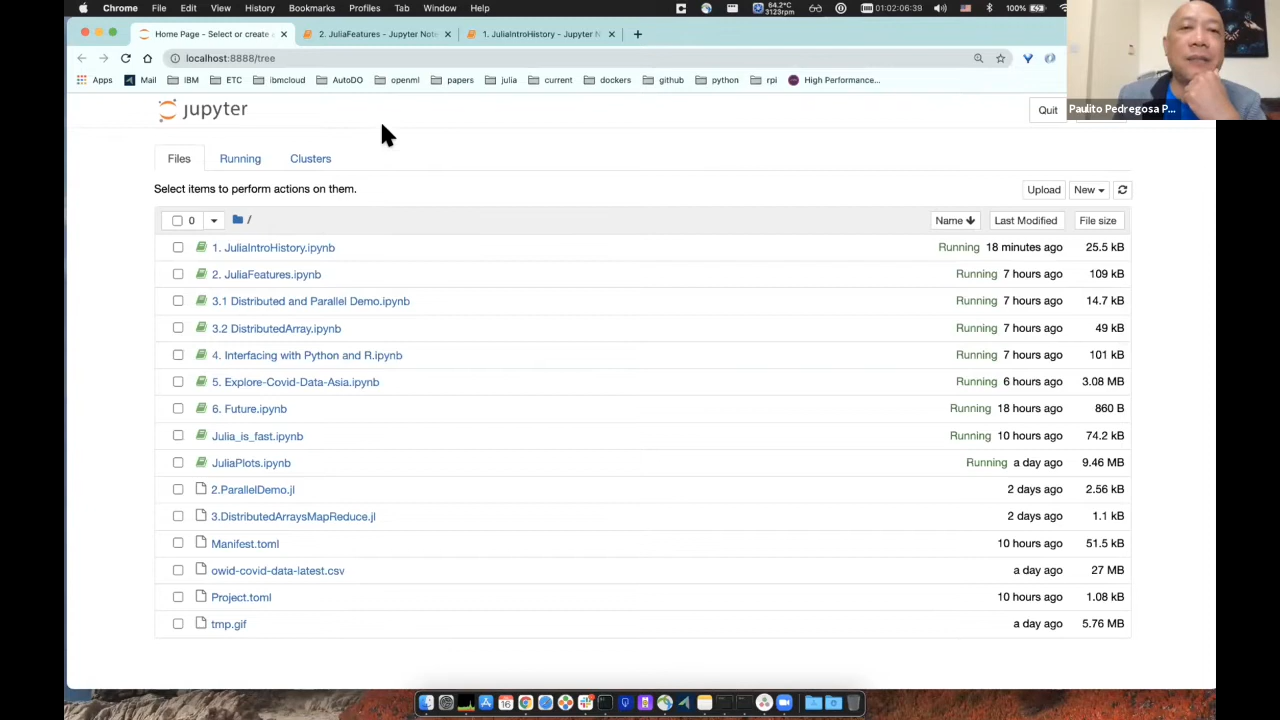 Chrome File Edit View History Bookmarks Profiles Tab Window Help 64.2°C 3123rpm 01:02:06:39 100%
Home Page - Select or create 2. JuliaFeatures - Jupyter Note 1. JuliaIntroHistory - Jupyter N
localhost:8888/tree
Apps Mail IBM ETC ibmcloud AutoDO openml papers julia current dockers github python rpi High Performance...
Paulito Pedregosa P...
jupyter
Quit
Files Running Clusters
Select items to perform actions on them.
Upload New
0 / Name Last Modified File size
1. JuliaIntroHistory.ipynb Running 18 minutes ago 25.5 kB
2. JuliaFeatures.ipynb Running 7 hours ago 109 kB
3.1 Distributed and Parallel Demo.ipynb Running 7 hours ago 14.7 kB
3.2 DistributedArray.ipynb Running 7 hours ago 49 kB
4. Interfacing with Python and R.ipynb Running 7 hours ago 101 kB
5. Explore-Covid-Data-Asia.ipynb Running 6 hours ago 3.08 MB
6. Future.ipynb Running 18 hours ago 860 B
Julia_is_fast.ipynb Running 10 hours ago 74.2 kB
JuliaPlots.ipynb Running a day ago 9.46 MB
2.ParallelDemo.jl 2 days ago 2.56 kB
3.DistributedArraysMapReduce.jl 2 days ago 1.1 kB
Manifest.toml 10 hours ago 51.5 kB
owid-covid-data-latest.csv a day ago 27 MB
Project.toml 10 hours ago 1.08 kB
tmp.gif a day ago 5.76 MB
16